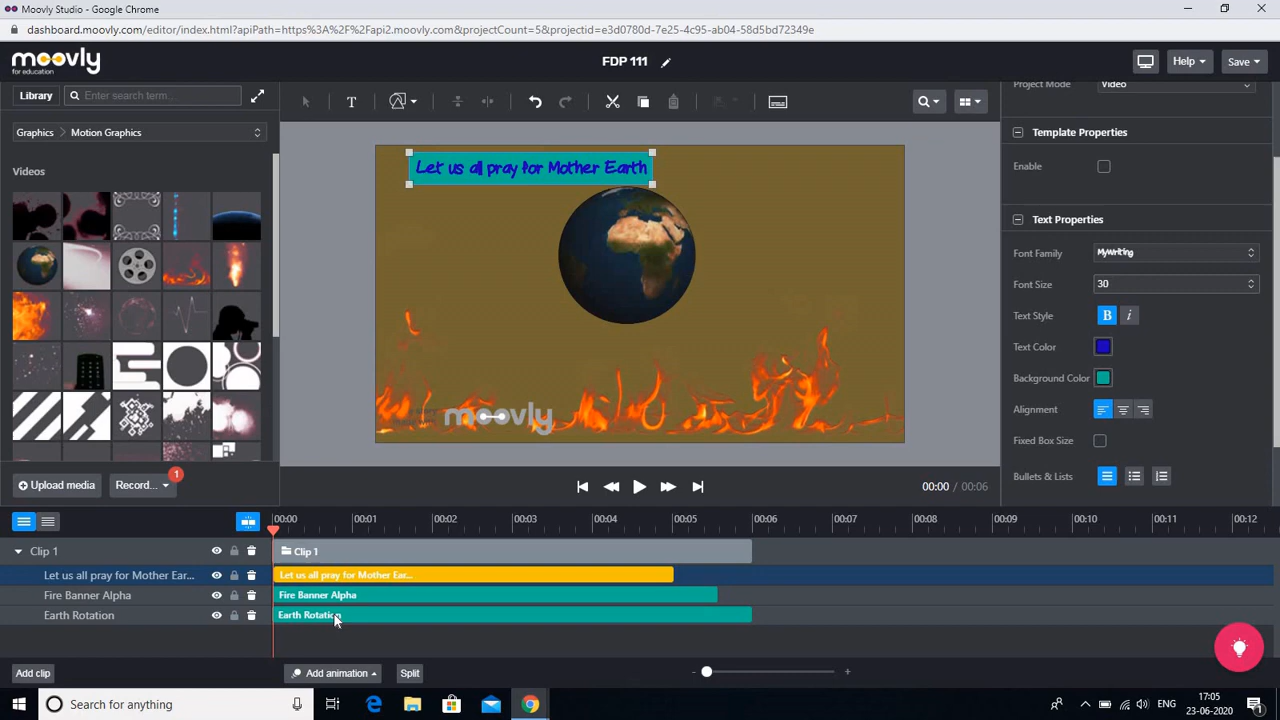 Moovly Studio - Google Chrome
dashboard.moovly.com/editor/index.html?apiPath=https%3A%2F%2Fapi2.moovly.com&projectCount=5&projectid=e3d0780d-7e25-4c95-ab04-58d5bd5749e
moovly
for education
FDP 111
Help
Save
Library
Enter search term...
T
Project Mode
Video
Graphics
Motion Graphics
Template Properties
Let us all pray for Mother Earth
Enable
Videos
Text Properties
Font Family
MyWriting
Font Size
30
Text Style
B
i
Text Color
Background Color
Alignment
moovly
Fixed Box Size
Bullets & Lists
Upload media
Record...
1
00:00 / 00:06
00:00
00:01
00:02
00:03
00:04
00:05
00:06
00:07
00:08
00:09
00:10
00:11
00:12
Clip 1
Clip 1
Let us all pray for Mother Ear...
Let us all pray for Mother Ear...
Fire Banner Alpha
Fire Banner Alpha
Earth Rotation
Earth Rotation
Add clip
Add animation
Split
-
+
Search for anything
ENG
17:05
23-06-2020
1